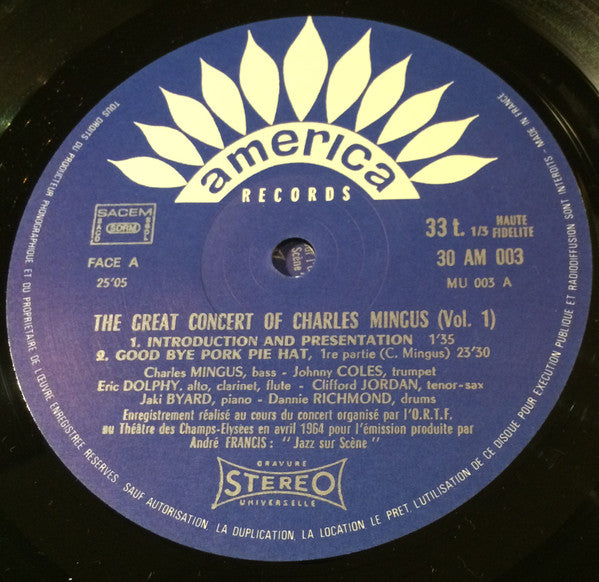 america
RECORDS
SACEM
SACD SDRM SGDL
FACE A
25'05
33 t. 1/3 HAUTE FIDELITE
30 AM 003
MU 003 A
THE GREAT CONCERT OF CHARLES MINGUS (Vol. 1)
1. INTRODUCTION AND PRESENTATION 1'35
2. GOOD BYE PORK PIE HAT, 1re partie (C. Mingus) 23'30
Charles MINGUS, bass - Johnny COLES, trumpet
Eric DOLPHY, alto, clarinet, flute - Clifford JORDAN, tenor-sax
Jaki BYARD, piano - Dannie RICHMOND, drums
Enregistrement réalisé au cours du concert organisé par l'O.R.T.F.
au Théâtre des Champs-Elysées en avril 1964 pour l'émission produite par
André FRANCIS : " Jazz sur Scène "
GRAVURE
STEREO
UNIVERSELLE
TOUS DROITS DU PRODUCTEUR PHONOGRAPHIQUE ET DU PROPRIETAIRE DE L'ŒUVRE ENREGISTREE RESERVES SAUF AUTORISATION, LA DUPLICATION, LA LOCATION LE PRET, L'UTILISATION DE CE DISQUE POUR EXECUTION PUBLIQUE ET RADIODIFFUSION SONT INTERDITS - MADE IN FRANCE